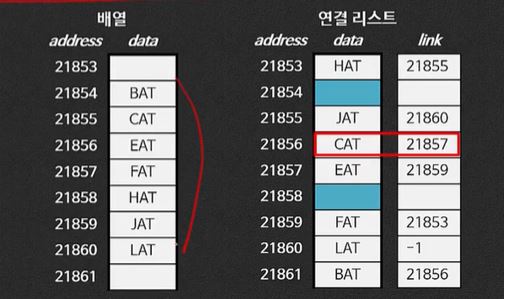 배열
address data
21853
21854 BAT
21855 CAT
21856 EAT
21857 FAT
21858 HAT
21859 JAT
21860 LAT
21861
연결 리스트
address data link
21853 HAT 21855
21854
21855 JAT 21860
21856 CAT 21857
21857 EAT 21859
21858
21859 FAT 21853
21860 LAT -1
21861 BAT 21856